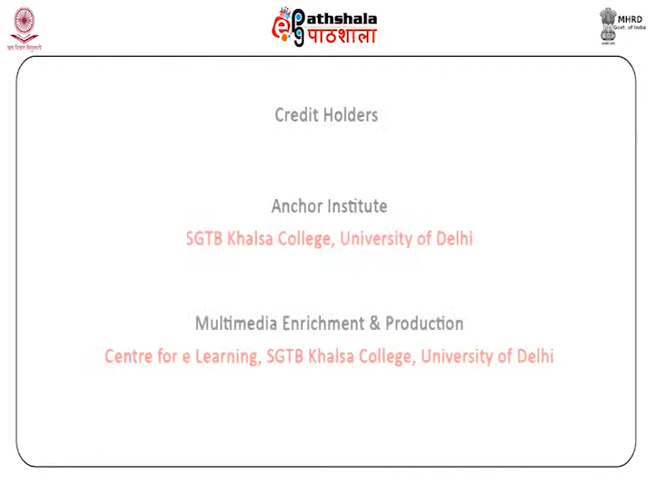 ePathshala
पाठशाला
MHRD
Govt. of India
Credit Holders
Anchor Institute
SGTB Khalsa College, University of Delhi
Multimedia Enrichment & Production
Centre for e Learning, SGTB Khalsa College, University of Delhi